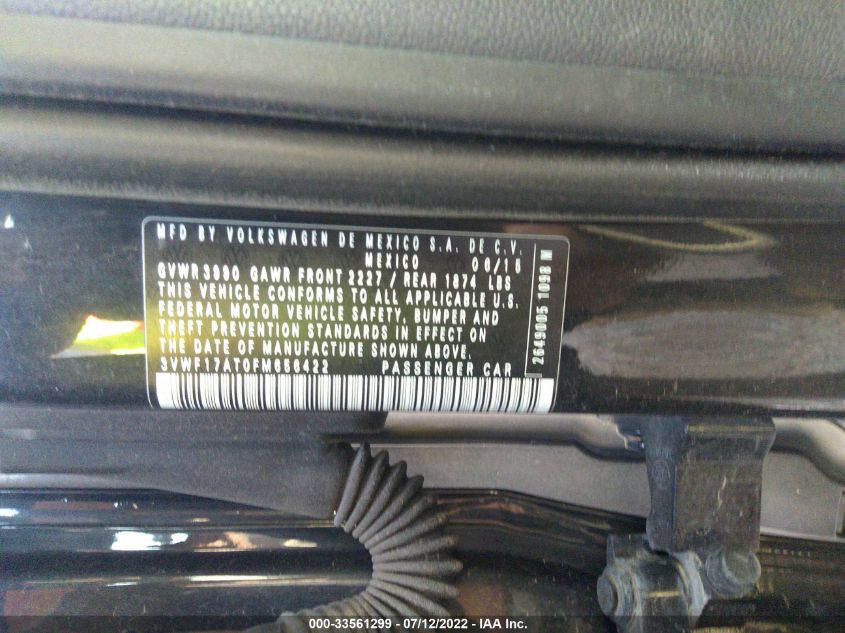 MFD BY VOLKSWAGEN DE MEXICO S.A. DE C.V.
MEXICO 06/15
GVWR 3990 GAWR FRONT 2227 / REAR 1874 LBS
THIS VEHICLE CONFORMS TO ALL APPLICABLE U.S.
FEDERAL MOTOR VEHICLE SAFETY, BUMPER AND
THEFT PREVENTION STANDARDS IN EFFECT ON
THE DATE OF MANUFACTURE SHOWN ABOVE.
3VWF17AT0FM656422 PASSENGER CAR
2649005 1098 M
000-33561299 - 07/12/2022 - IAA Inc.